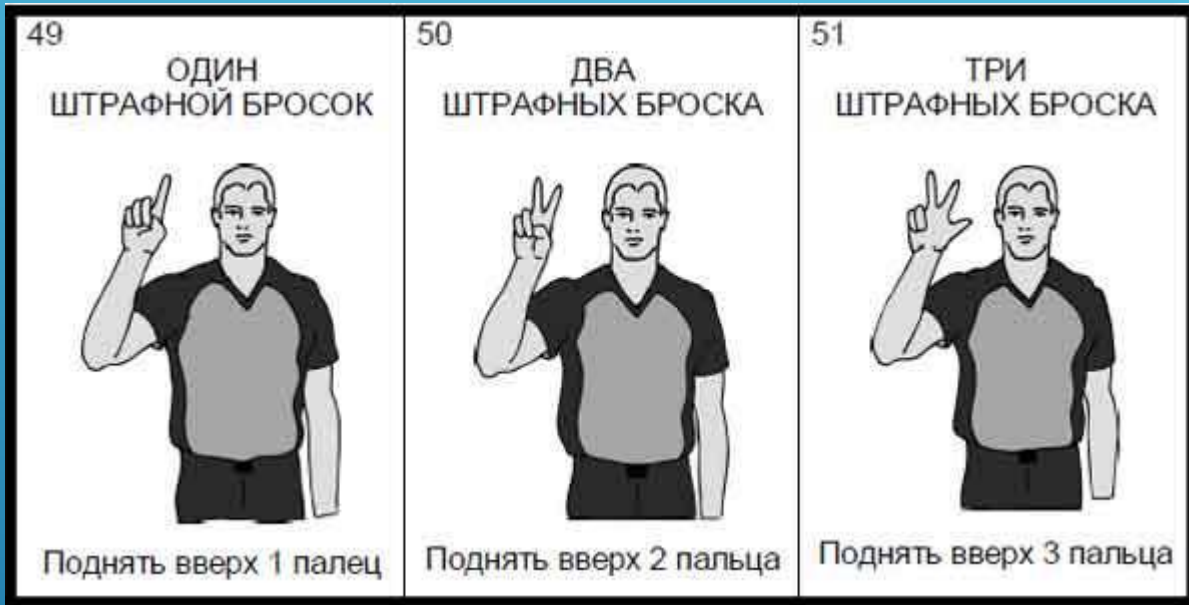 49
ОДИН
ШТРАФНОЙ БРОСОК
Поднять вверх 1 палец
50
ДВА
ШТРАФНЫХ БРОСКА
Поднять вверх 2 пальца
51
ТРИ
ШТРАФНЫХ БРОСКА
Поднять вверх 3 пальца